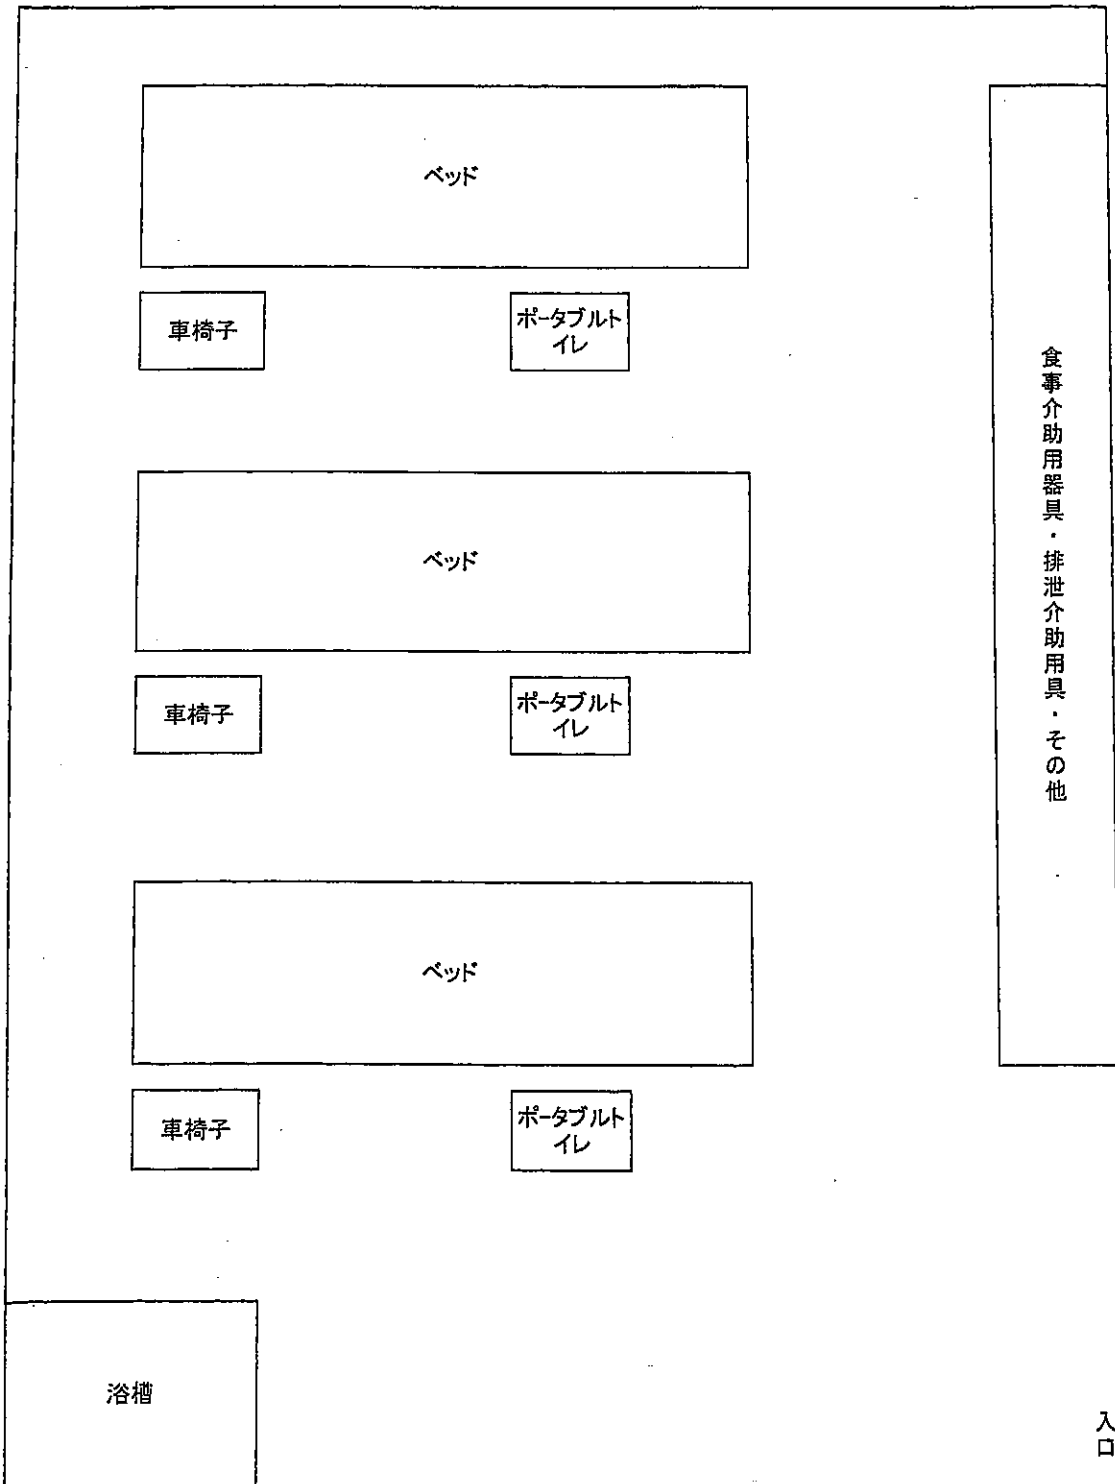 ベッド
車椅子
ポータブルト
イレ
ベッド
車椅子
ポータブルト
イレ
ベッド
車椅子
ポータブルト
イレ
食事介助用器具・排泄介助用具・その他
浴槽
入口